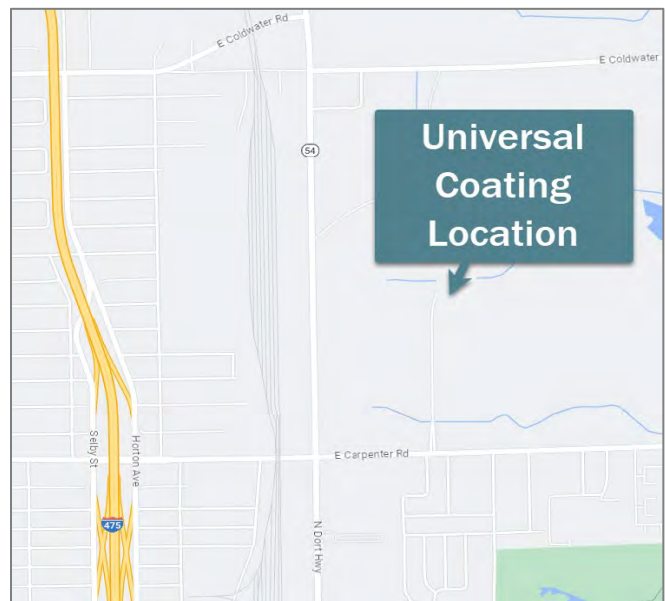 E Coldwater Rd
E Coldwater
54
Universal
Coating
Location
E Carpenter Rd
Selby St
Horton Ave
475
N Dort Hwy